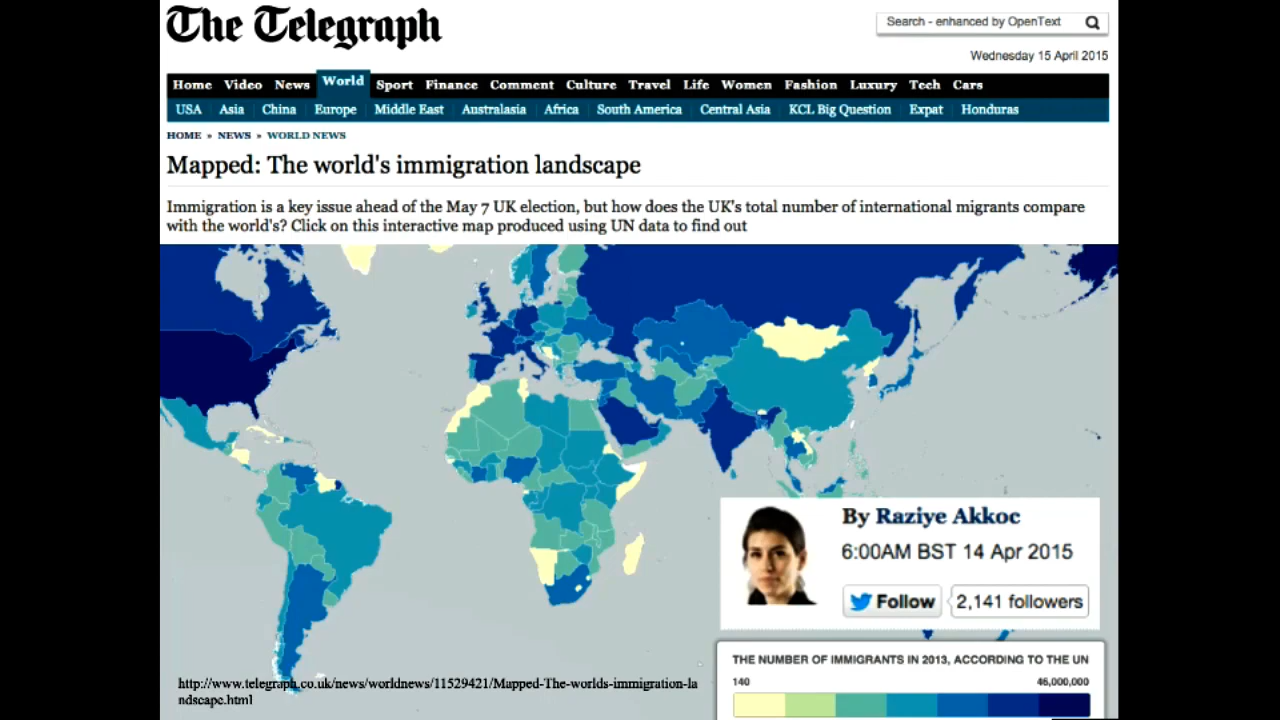 The Telegraph
Search - enhanced by OpenText
Wednesday 15 April 2015
Home Video News World Sport Finance Comment Culture Travel Life Women Fashion Luxury Tech Cars
USA Asia China Europe Middle East Australasia Africa South America Central Asia KCL Big Question Expat Honduras
HOME » NEWS » WORLD NEWS
Mapped: The world's immigration landscape
Immigration is a key issue ahead of the May 7 UK election, but how does the UK's total number of international migrants compare
with the world's? Click on this interactive map produced using UN data to find out
By Raziye Akkoc
6:00AM BST 14 Apr 2015
Follow 2,141 followers
THE NUMBER OF IMMIGRANTS IN 2013, ACCORDING TO THE UN
140 46,000,000
http://www.telegraph.co.uk/news/worldnews/11529421/Mapped-The-worlds-immigration-la
ndscape.html